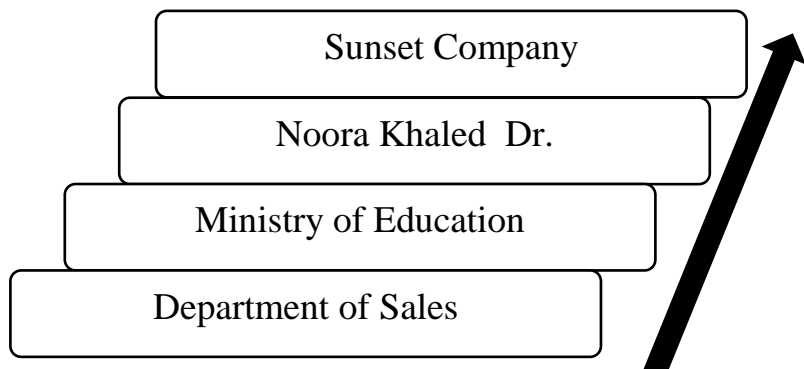 Sunset Company
Noora Khaled  Dr.
Ministry of Education
Department of Sales